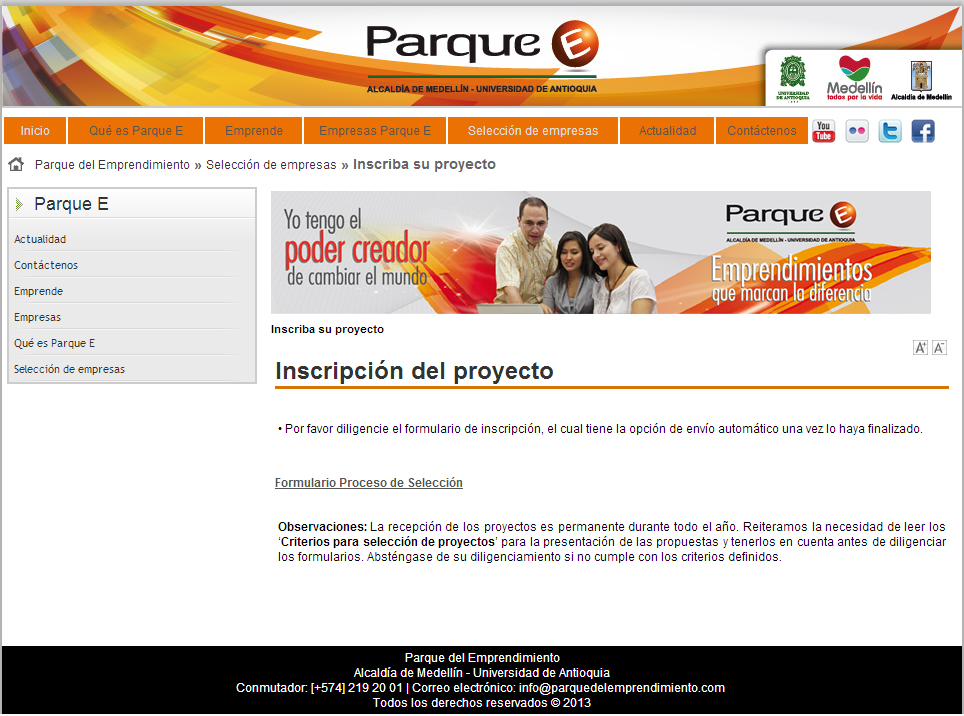 Parque E
ALCALDÍA DE MEDELLÍN - UNIVERSIDAD DE ANTIOQUIA
UNIVERSIDAD DE ANTIOQUIA
1803
Medellín
todos por la vida
Alcaldía de Medellín
Inicio
Qué es Parque E
Emprende
Empresas Parque E
Selección de empresas
Actualidad
Contáctenos
You Tube
Parque del Emprendimiento » Selección de empresas » Inscriba su proyecto
Parque E
Actualidad
Contáctenos
Emprende
Empresas
Qué es Parque E
Selección de empresas
Yo tengo el
poder creador
de cambiar el mundo
Parque E
ALCALDÍA DE MEDELLÍN - UNIVERSIDAD DE ANTIOQUIA
Emprendimientos
que marcan la diferencia
Inscriba su proyecto
A+ A-
Inscripción del proyecto
• Por favor diligencie el formulario de inscripción, el cual tiene la opción de envío automático una vez lo haya finalizado.
Formulario Proceso de Selección
Observaciones: La recepción de los proyectos es permanente durante todo el año. Reiteramos la necesidad de leer los
‘Criterios para selección de proyectos’ para la presentación de las propuestas y tenerlos en cuenta antes de diligenciar
los formularios. Absténgase de su diligenciamiento si no cumple con los criterios definidos.
Parque del Emprendimiento
Alcaldía de Medellín - Universidad de Antioquia
Conmutador: [+574] 219 20 01 | Correo electrónico: info@parquedelemprendimiento.com
Todos los derechos reservados © 2013